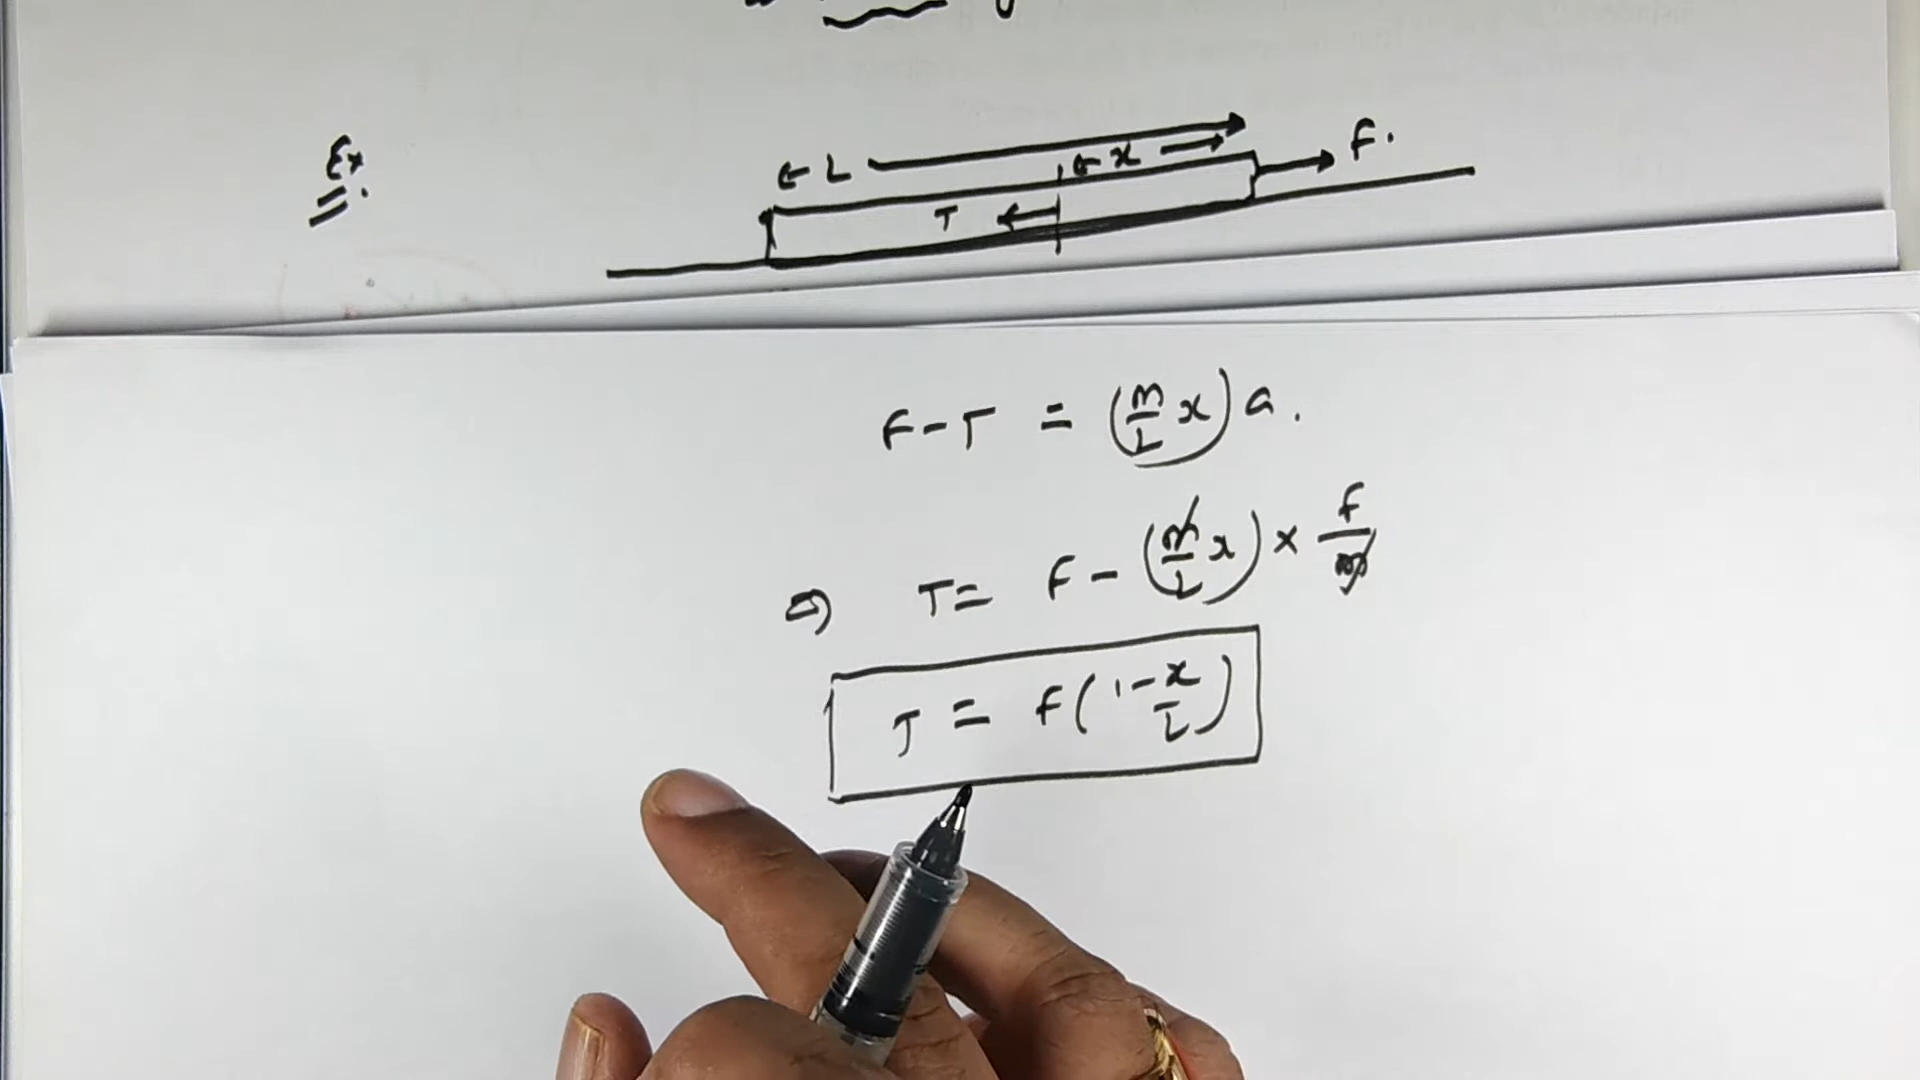 Ex.
L
x
F.
T
F - T = (m/L x) a.
⇒ T = F - (m/L x) × F/m
T = F(1 - x/L)